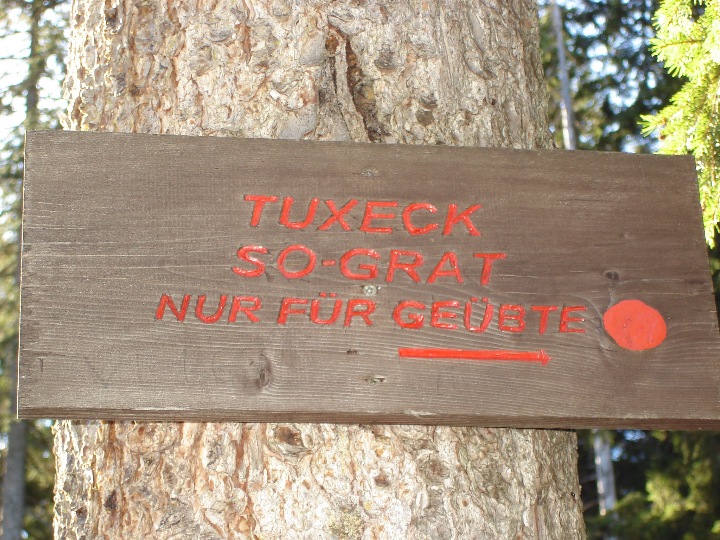 TUXECK
SO-GRAT
NUR FÜR GEÜBTE